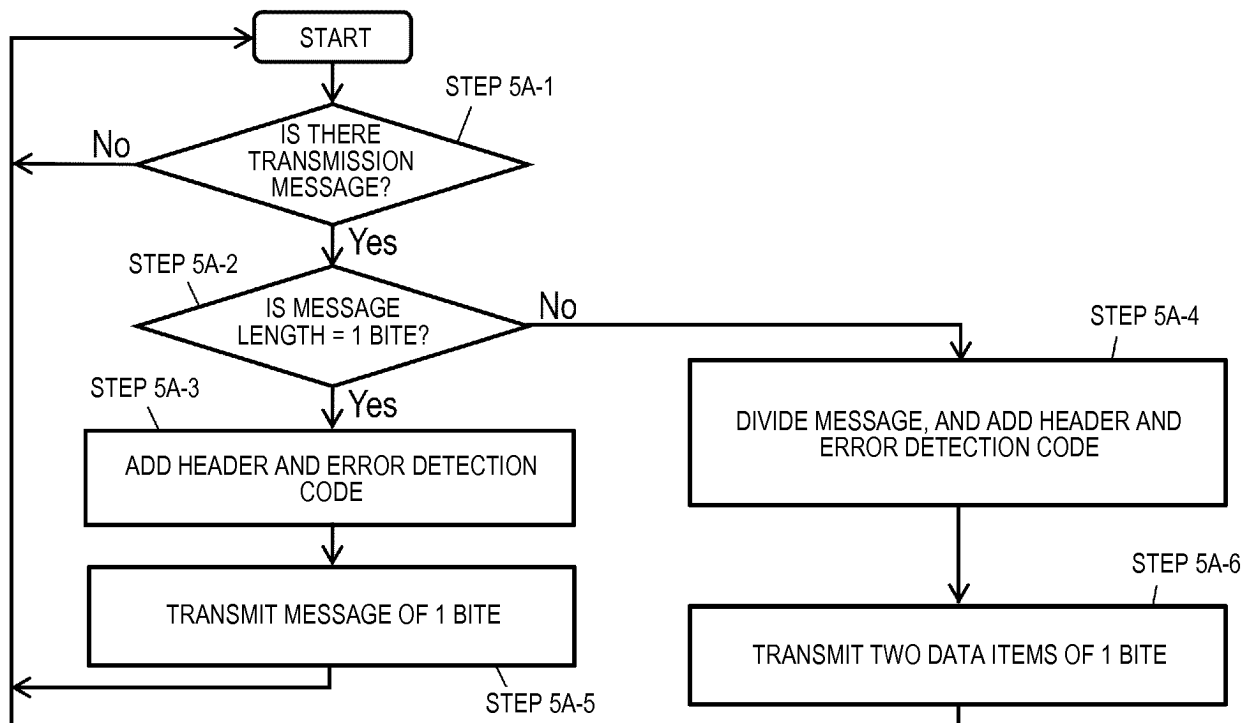 START
STEP 5A-1
No
IS THERE
TRANSMISSION
MESSAGE?
Yes
STEP 5A-2
IS MESSAGE
LENGTH = 1 BITE?
No
STEP 5A-4
STEP 5A-3
Yes
ADD HEADER AND ERROR DETECTION
CODE
DIVIDE MESSAGE, AND ADD HEADER AND
ERROR DETECTION CODE
TRANSMIT MESSAGE OF 1 BITE
STEP 5A-5
STEP 5A-6
TRANSMIT TWO DATA ITEMS OF 1 BITE